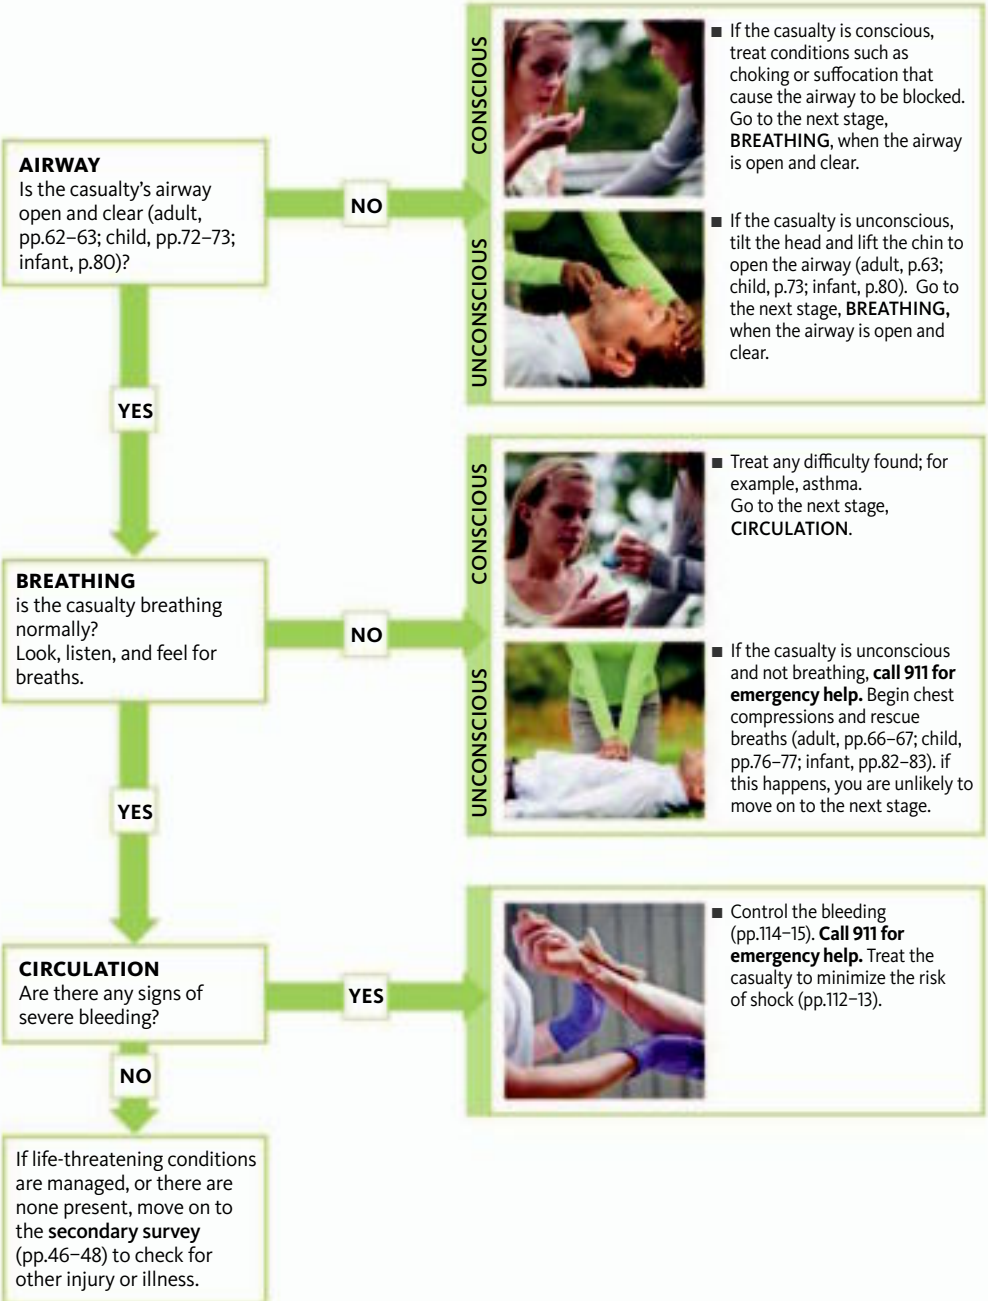 AIRWAY
Is the casualty's airway
open and clear (adult,
pp.62–63; child, pp.72–73;
infant, p.80)?
NO
CONSCIOUS
■ If the casualty is conscious,
treat conditions such as
choking or suffocation that
cause the airway to be blocked.
Go to the next stage,
BREATHING, when the airway
is open and clear.
UNCONSCIOUS
■ If the casualty is unconscious,
tilt the head and lift the chin to
open the airway (adult, p.63;
child, p.73; infant, p.80). Go to
the next stage, BREATHING,
when the airway is open and
clear.
YES
BREATHING
is the casualty breathing
normally?
Look, listen, and feel for
breaths.
NO
CONSCIOUS
■ Treat any difficulty found; for
example, asthma.
Go to the next stage,
CIRCULATION.
UNCONSCIOUS
■ If the casualty is unconscious
and not breathing, call 911 for
emergency help. Begin chest
compressions and rescue
breaths (adult, pp.66–67; child,
pp.76–77; infant, pp.82–83). if
this happens, you are unlikely to
move on to the next stage.
YES
CIRCULATION
Are there any signs of
severe bleeding?
YES
■ Control the bleeding
(pp.114–15). Call 911 for
emergency help. Treat the
casualty to minimize the risk
of shock (pp.112–13).
NO
If life-threatening conditions
are managed, or there are
none present, move on to
the secondary survey
(pp.46–48) to check for
other injury or illness.